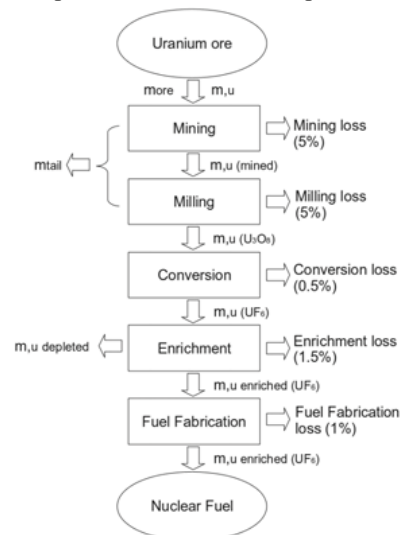 Uranium ore
more m,u
Mining
Mining loss
(5%)
mtail
m,u (mined)
Milling
Milling loss
(5%)
m,u (U₃O₈)
Conversion
Conversion loss
(0.5%)
m,u (UF₆)
m,u depleted
Enrichment
Enrichment loss
(1.5%)
m,u enriched (UF₆)
Fuel Fabrication
Fuel Fabrication
loss (1%)
m,u enriched (UF₆)
Nuclear Fuel